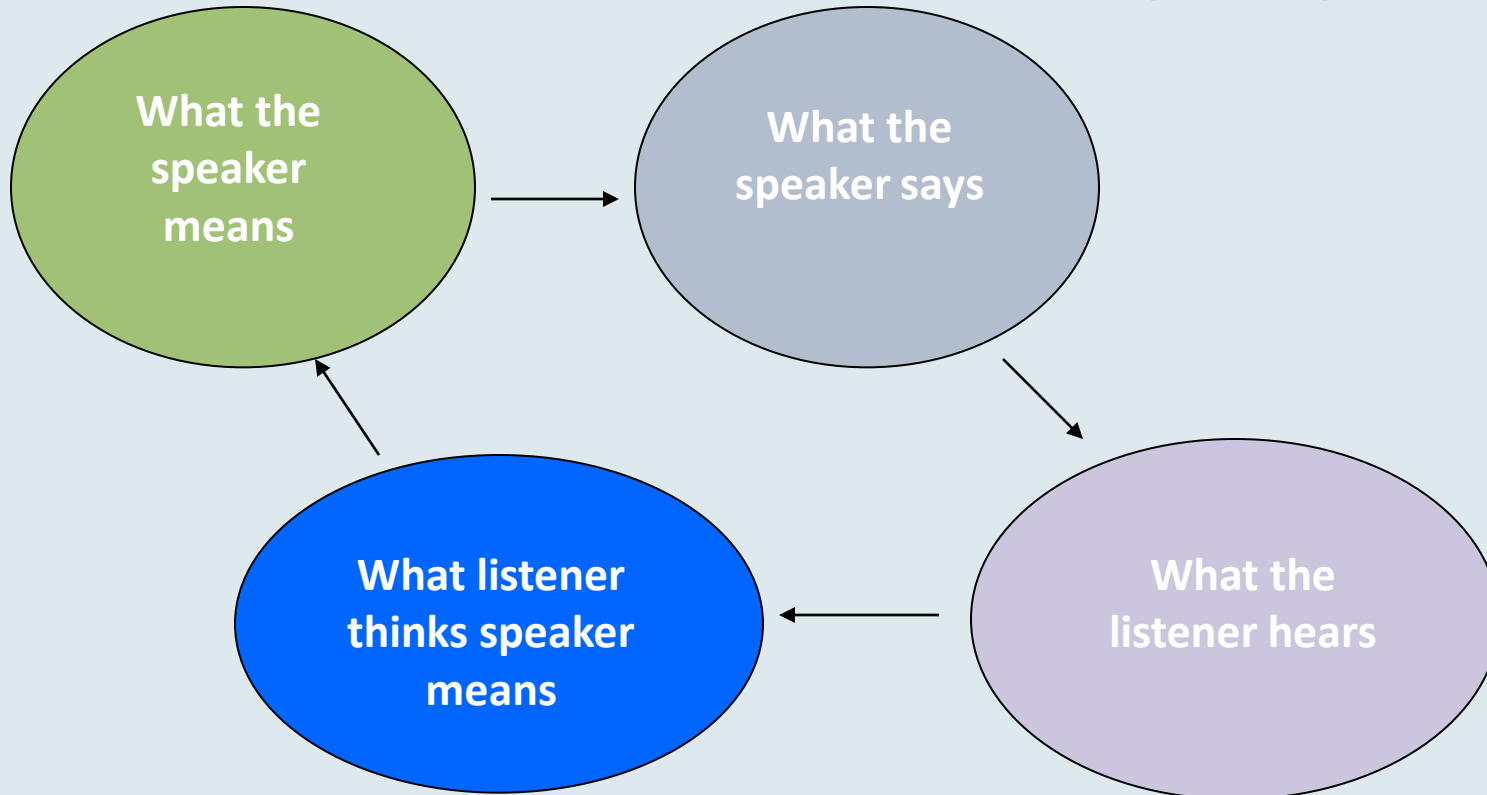 What the
speaker
means
What the
speaker says
What the
listener hears
What listener
thinks speaker
means